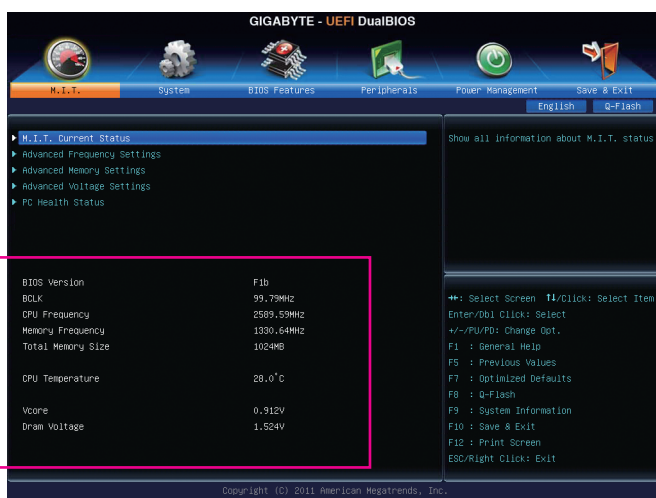 GIGABYTE - UEFI DualBIOS
M.I.T.
System
BIOS Features
Peripherals
Power Management
Save & Exit
English
Q-Flash
M.I.T. Current Status
Advanced Frequency Settings
Advanced Memory Settings
Advanced Voltage Settings
PC Health Status
Show all information about M.I.T. status
BIOS Version F1b
BCLK 99.79MHz
CPU Frequency 2589.59MHz
Memory Frequency 1330.64MHz
Total Memory Size 1024MB
CPU Temperature 28.0°C
Vcore 0.912V
Dram Voltage 1.524V
→←: Select Screen ↑↓/Click: Select Item
Enter/Dbl Click: Select
+/-/PU/PD: Change Opt.
F1 : General Help
F5 : Previous Values
F7 : Optimized Defaults
F8 : Q-Flash
F9 : System Information
F10 : Save & Exit
F12 : Print Screen
ESC/Right Click: Exit
Copyright (C) 2011 American Megatrends, Inc.